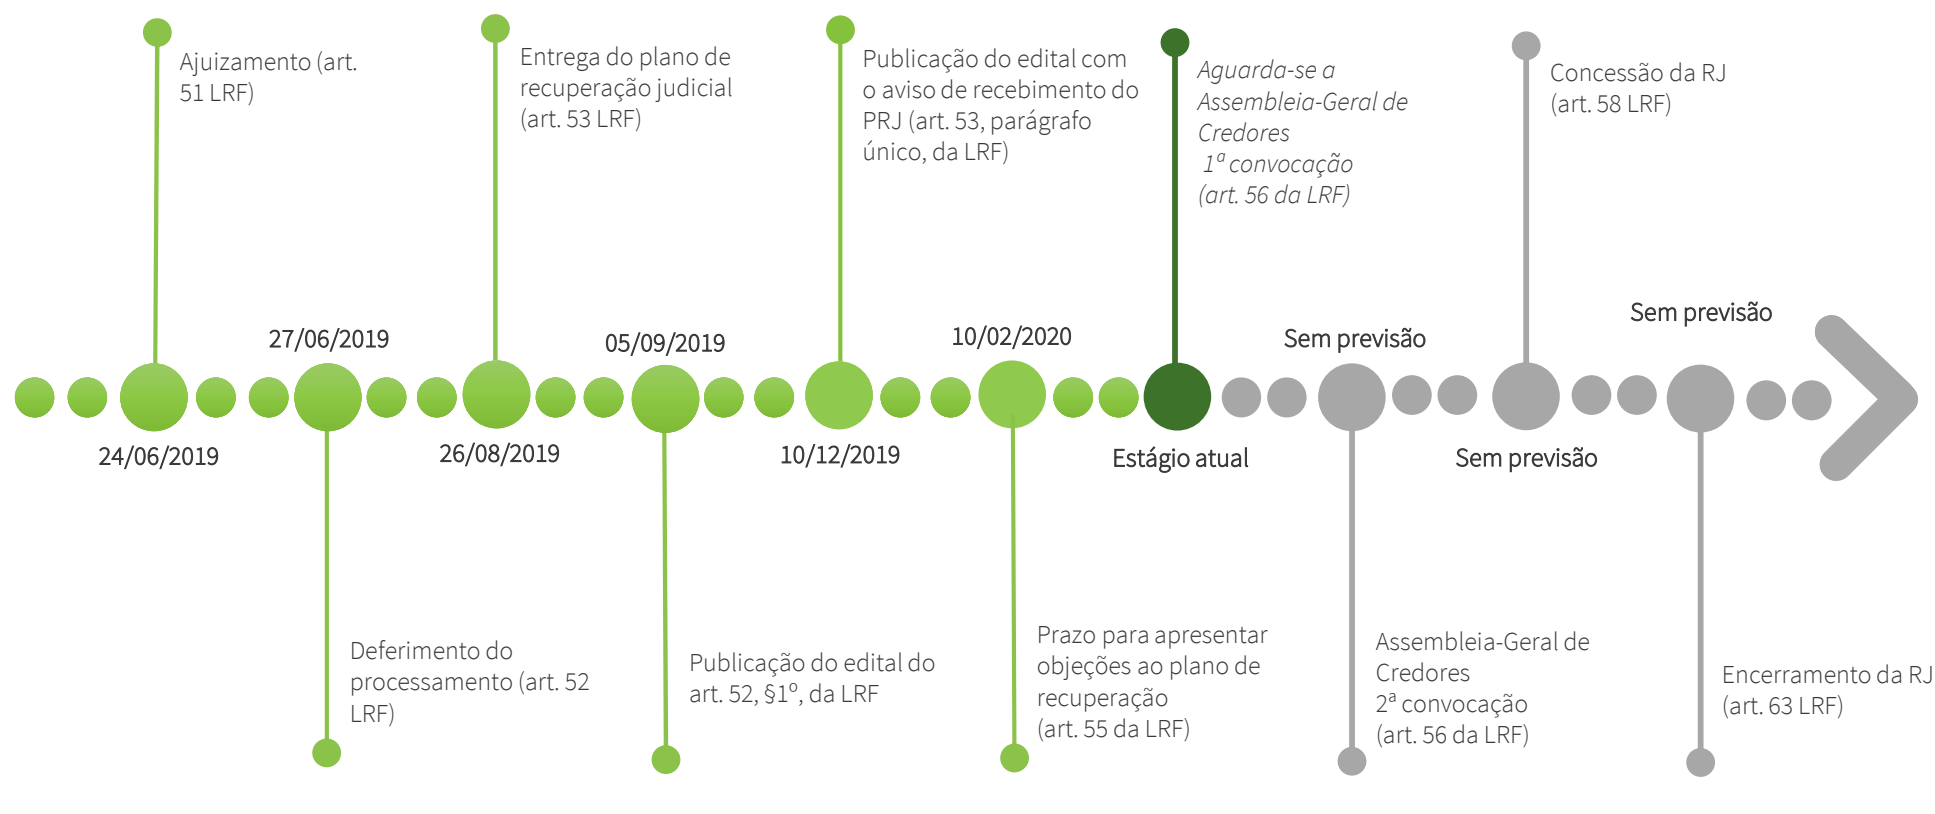 Ajuizamento (art.
51 LRF)
24/06/2019
27/06/2019
Deferimento do
processamento (art. 52
LRF)
Entrega do plano de
recuperação judicial
(art. 53 LRF)
26/08/2019
05/09/2019
Publicação do edital do
art. 52, §1º, da LRF
Publicação do edital com
o aviso de recebimento do
PRJ (art. 53, parágrafo
único, da LRF)
10/12/2019
10/02/2020
Prazo para apresentar
objeções ao plano de
recuperação
(art. 55 da LRF)
Aguarda-se a
Assembleia-Geral de
Credores
1ª convocação
(art. 56 da LRF)
Estágio atual
Sem previsão
Assembleia-Geral de
Credores
2ª convocação
(art. 56 da LRF)
Concessão da RJ
(art. 58 LRF)
Sem previsão
Sem previsão
Encerramento da RJ
(art. 63 LRF)